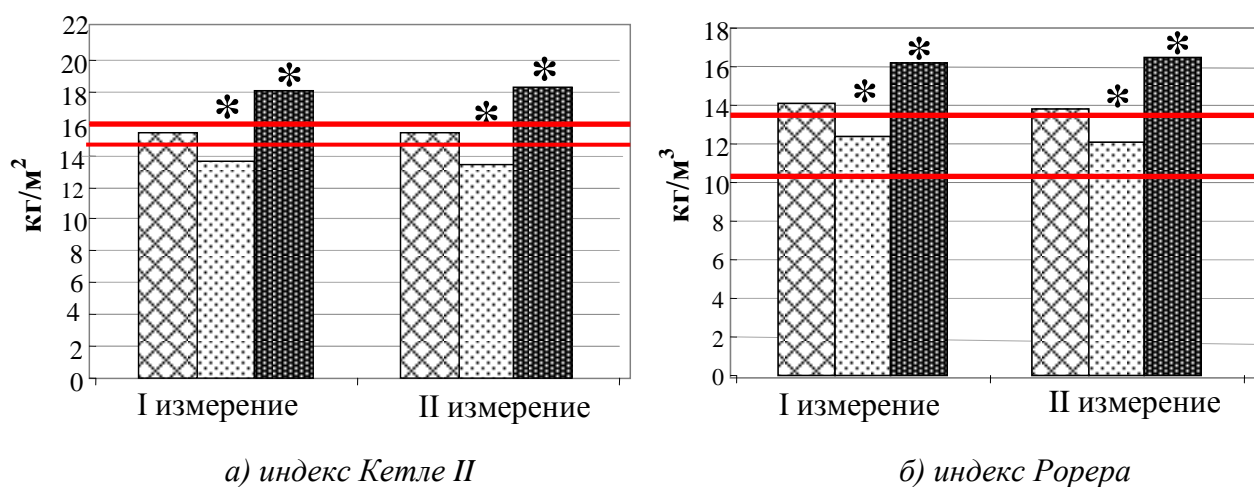 22
20
18
16
14
12
10
8
6
4
2
0
кг/м²
* * * *
I измерение II измерение
а) индекс Кетле II
18
16
14
12
10
8
6
4
2
0
кг/м³
* * * *
I измерение II измерение
б) индекс Рорера